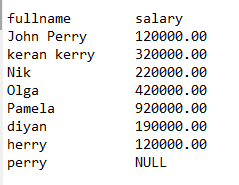 fullname salary
John Perry 120000.00
keran kerry 320000.00
Nik 220000.00
Olga 420000.00
Pamela 920000.00
diyan 190000.00
herry 120000.00
perry NULL